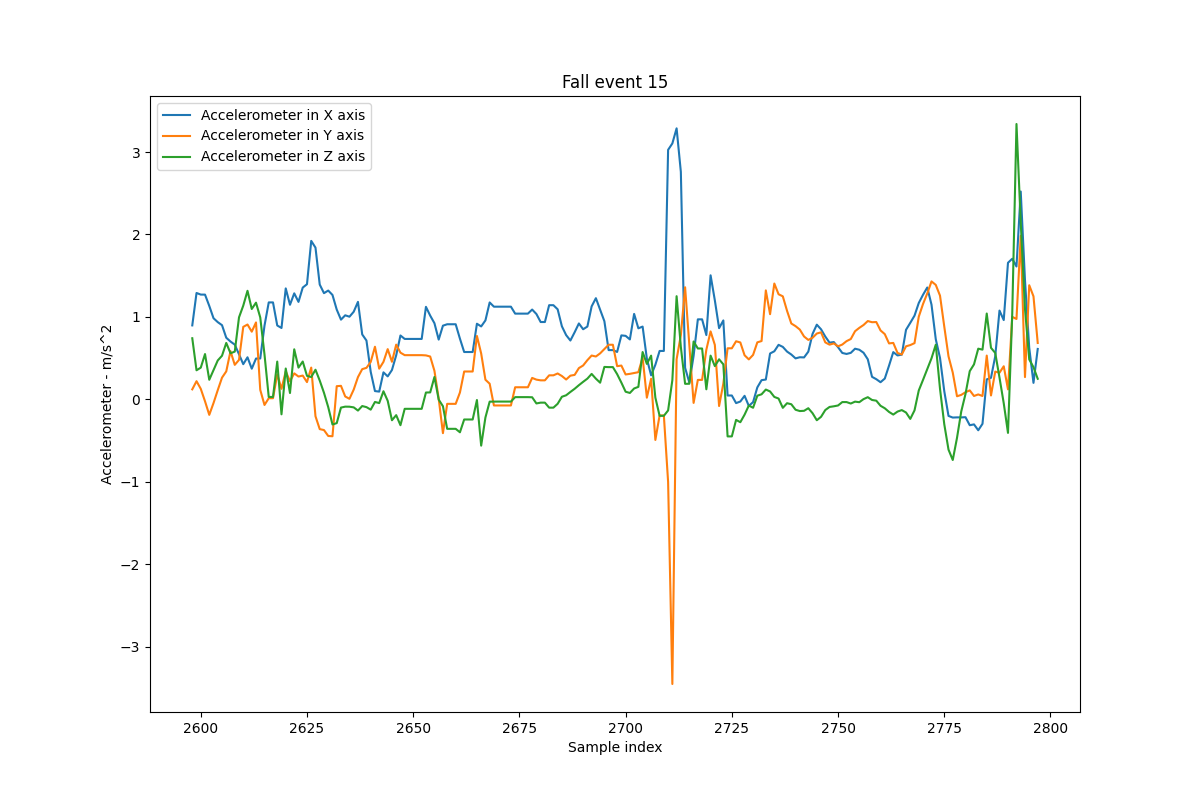 Fall event 15
Accelerometer in X axis
Accelerometer in Y axis
Accelerometer in Z axis
Accelerometer - m/s^2
3
2
1
0
−1
−2
−3
2600 2625 2650 2675 2700 2725 2750 2775 2800
Sample index